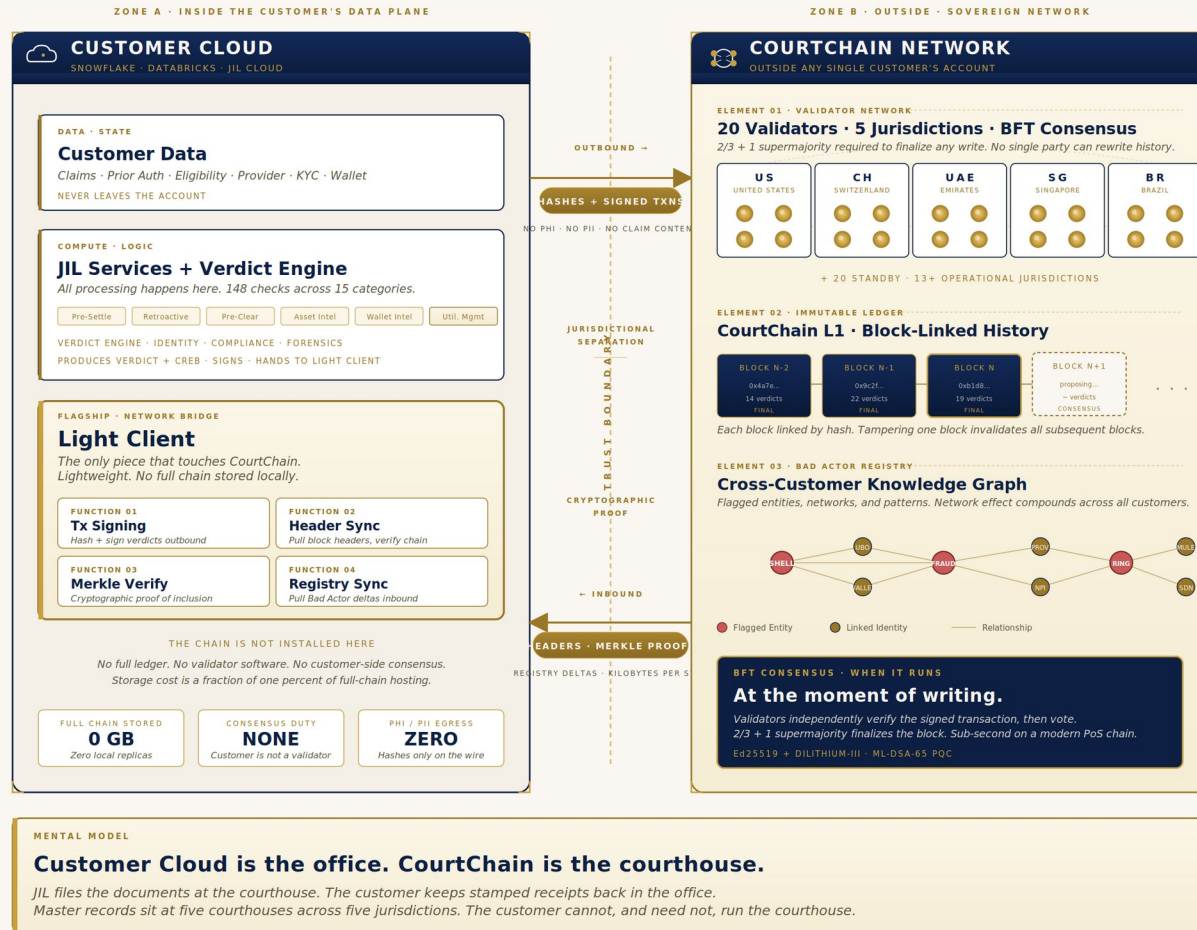 ZONE A · INSIDE THE CUSTOMER'S DATA PLANE
CUSTOMER CLOUD
SNOWFLAKE · DATABRICKS · JIL CLOUD
DATA · STATE
Customer Data
Claims · Prior Auth · Eligibility · Provider · KYC · Wallet
NEVER LEAVES THE ACCOUNT
COMPUTE · LOGIC
JIL Services + Verdict Engine
All processing happens here. 148 checks across 15 categories.
Pre-Settle Retroactive Pre-Clear Asset Intel Wallet Intel Util. Mgmt
VERDICT ENGINE · IDENTITY · COMPLIANCE · FORENSICS
PRODUCES VERDICT + CREB · SIGNS · HANDS TO LIGHT CLIENT
FLAGSHIP · NETWORK BRIDGE
Light Client
The only piece that touches CourtChain.
Lightweight. No full chain stored locally.
FUNCTION 01
Tx Signing
Hash + sign verdicts outbound
FUNCTION 02
Header Sync
Pull block headers, verify chain
FUNCTION 03
Merkle Verify
Cryptographic proof of inclusion
FUNCTION 04
Registry Sync
Pull Bad Actor deltas inbound
THE CHAIN IS NOT INSTALLED HERE
No full ledger. No validator software. No customer-side consensus.
Storage cost is a fraction of one percent of full-chain hosting.
FULL CHAIN STORED
0 GB
Zero local replicas
CONSENSUS DUTY
NONE
Customer is not a validator
PHI / PII EGRESS
ZERO
Hashes only on the wire
OUTBOUND →
HASHES + SIGNED TXNS
NO PHI · NO PII · NO CLAIM CONTEN
JURISDICTIONAL
SEPARATION
TRUST BOUNDARY
CRYPTOGRAPHIC
PROOF
← INBOUND
EADERS · MERKLE PROOF
REGISTRY DELTAS · KILOBYTES PER S
ZONE B · OUTSIDE · SOVEREIGN NETWORK
COURTCHAIN NETWORK
OUTSIDE ANY SINGLE CUSTOMER'S ACCOUNT
ELEMENT 01 · VALIDATOR NETWORK
20 Validators · 5 Jurisdictions · BFT Consensus
2/3 + 1 supermajority required to finalize any write. No single party can rewrite history.
US
UNITED STATES
CH
SWITZERLAND
UAE
EMIRATES
SG
SINGAPORE
BR
BRAZIL
+ 20 STANDBY · 13+ OPERATIONAL JURISDICTIONS
ELEMENT 02 · IMMUTABLE LEDGER
CourtChain L1 · Block-Linked History
BLOCK N-2
0x4a7e...
14 verdicts
FINAL
BLOCK N-1
0x9c2f...
22 verdicts
FINAL
BLOCK N
0xb1d8...
19 verdicts
FINAL
BLOCK N+1
proposing...
~ verdicts
CONSENSUS
· · ·
Each block linked by hash. Tampering one block invalidates all subsequent blocks.
ELEMENT 03 · BAD ACTOR REGISTRY
Cross-Customer Knowledge Graph
Flagged entities, networks, and patterns. Network effect compounds across all customers.
UBO PROV MULE
SHELL FRAUD RING
ALLE NPI SDN
Flagged Entity Linked Identity Relationship
BFT CONSENSUS · WHEN IT RUNS
At the moment of writing.
Validators independently verify the signed transaction, then vote.
2/3 + 1 supermajority finalizes the block. Sub-second on a modern PoS chain.
Ed25519 + DILITHIUM-III · ML-DSA-65 PQC
MENTAL MODEL
Customer Cloud is the office. CourtChain is the courthouse.
JIL files the documents at the courthouse. The customer keeps stamped receipts back in the office.
Master records sit at five courthouses across five jurisdictions. The customer cannot, and need not, run the courthouse.